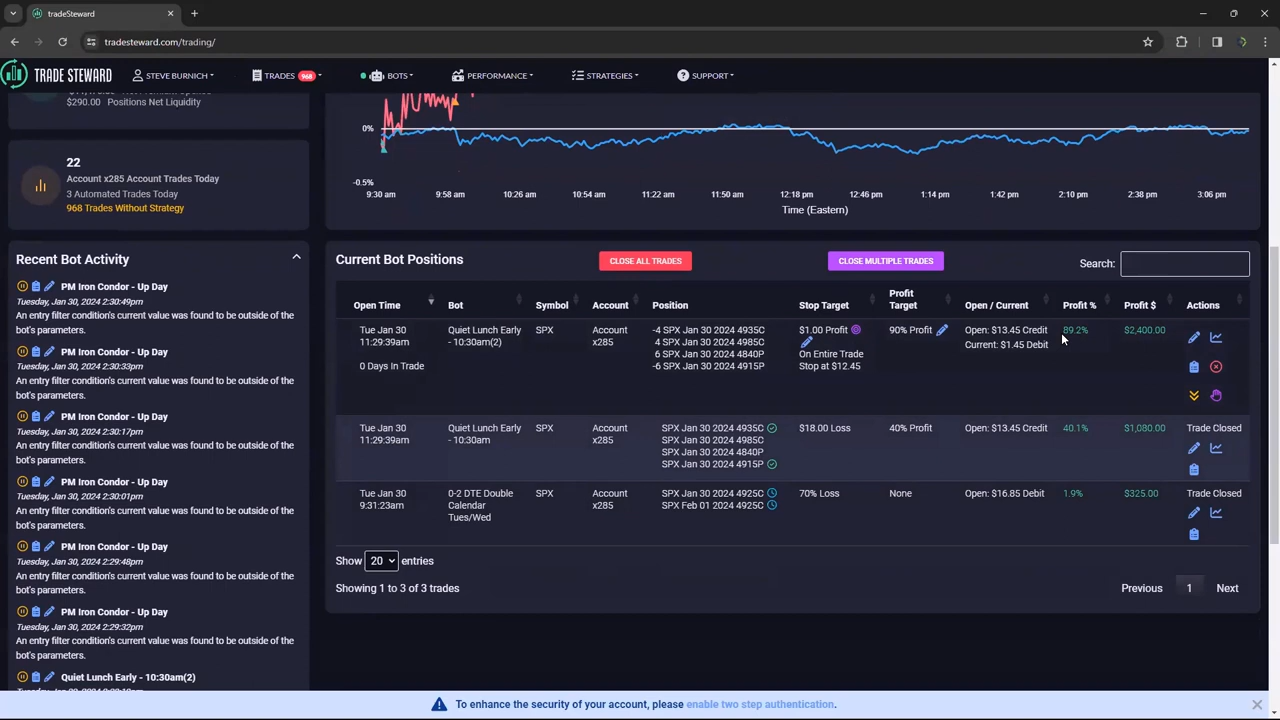 tradeSteward
tradesteward.com/trading/
TRADE STEWARD
STEVE BURNICH
TRADES 968
BOTS
PERFORMANCE
STRATEGIES
SUPPORT
$290.00 Positions Net Liquidity
22
Account x285 Account Trades Today
3 Automated Trades Today
968 Trades Without Strategy
0%
-0.5%
9:30 am 9:58 am 10:26 am 10:54 am 11:22 am 11:50 am 12:18 pm 12:46 pm 1:14 pm 1:42 pm 2:10 pm 2:38 pm 3:06 pm
Time (Eastern)
Recent Bot Activity
PM Iron Condor - Up Day
Tuesday, Jan 30, 2024 2:30:49pm
An entry filter condition's current value was found to be outside of the
bot's parameters.
PM Iron Condor - Up Day
Tuesday, Jan 30, 2024 2:30:33pm
An entry filter condition's current value was found to be outside of the
bot's parameters.
PM Iron Condor - Up Day
Tuesday, Jan 30, 2024 2:30:17pm
An entry filter condition's current value was found to be outside of the
bot's parameters.
PM Iron Condor - Up Day
Tuesday, Jan 30, 2024 2:30:01pm
An entry filter condition's current value was found to be outside of the
bot's parameters.
PM Iron Condor - Up Day
Tuesday, Jan 30, 2024 2:29:48pm
An entry filter condition's current value was found to be outside of the
bot's parameters.
PM Iron Condor - Up Day
Tuesday, Jan 30, 2024 2:29:32pm
An entry filter condition's current value was found to be outside of the
bot's parameters.
Quiet Lunch Early - 10:30am(2)
Current Bot Positions
CLOSE ALL TRADES
CLOSE MULTIPLE TRADES
Search:
Open Time Bot Symbol Account Position Stop Target Profit Target Open / Current Profit % Profit $ Actions
Tue Jan 30 Quiet Lunch Early SPX Account -4 SPX Jan 30 2024 4935C $1.00 Profit 90% Profit Open: $13.45 Credit 89.2% $2,400.00
11:29:39am - 10:30am(2) x285 4 SPX Jan 30 2024 4985C Current: $1.45 Debit
6 SPX Jan 30 2024 4840P On Entire Trade
0 Days In Trade -6 SPX Jan 30 2024 4915P Stop at $12.45
Tue Jan 30 Quiet Lunch Early SPX Account SPX Jan 30 2024 4935C $18.00 Loss 40% Profit Open: $13.45 Credit 40.1% $1,080.00 Trade Closed
11:29:39am - 10:30am x285 SPX Jan 30 2024 4985C
SPX Jan 30 2024 4840P
SPX Jan 30 2024 4915P
Tue Jan 30 0-2 DTE Double SPX Account SPX Jan 30 2024 4925C 70% Loss None Open: $16.85 Debit 1.9% $325.00 Trade Closed
9:31:23am Calendar x285 SPX Feb 01 2024 4925C
Tues/Wed
Show 20 entries
Showing 1 to 3 of 3 trades
Previous 1 Next
To enhance the security of your account, please enable two step authentication.